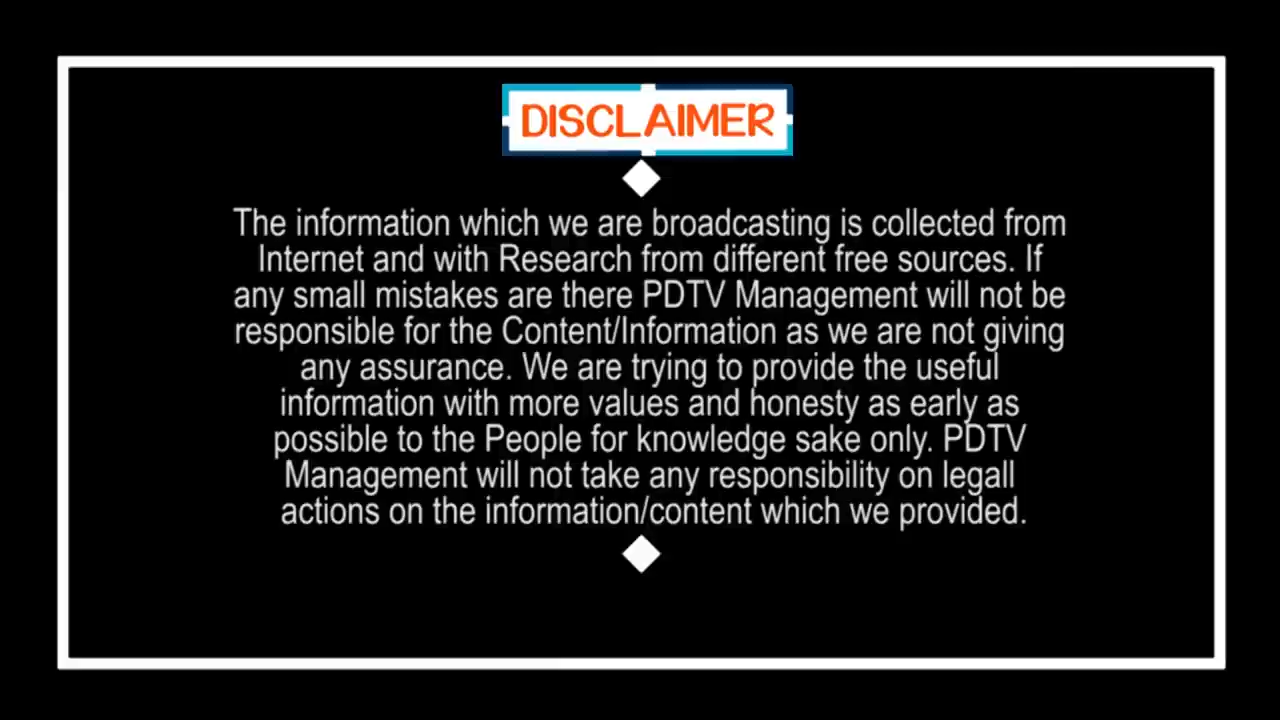 DISCLAIMER
The information which we are broadcasting is collected from
Internet and with Research from different free sources. If
any small mistakes are there PDTV Management will not be
responsible for the Content/Information as we are not giving
any assurance. We are trying to provide the useful
information with more values and honesty as early as
possible to the People for knowledge sake only. PDTV
Management will not take any responsibility on legall
actions on the information/content which we provided.